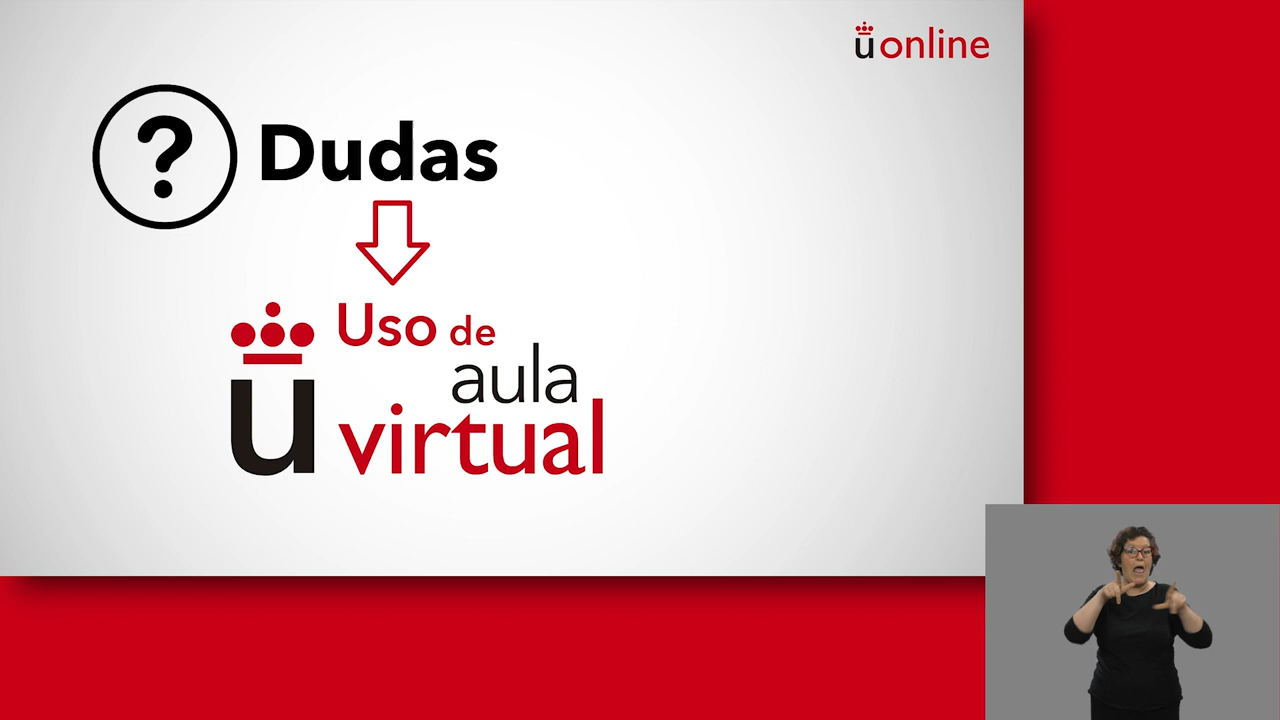 ū online
? Dudas
Uso de
aula
ū virtual